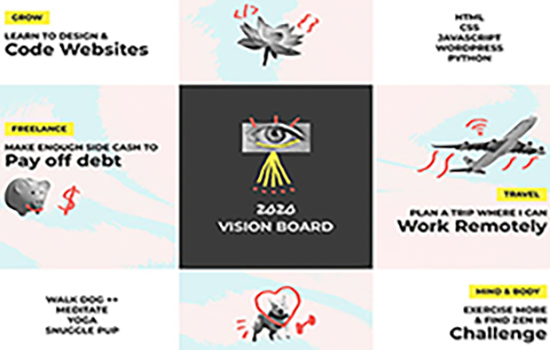 GROW
LEARN TO DESIGN &
Code Websites
</>
{}
HTML
CSS
JAVASCRIPT
WORDPRESS
PYTHON
FREELANCE
MAKE ENOUGH SIDE CASH TO
Pay off debt
$
2020
VISION BOARD
TRAVEL
PLAN A TRIP WHERE I CAN
Work Remotely
WALK DOG ++
MEDITATE
YOGA
SNUGGLE PUP
MIND & BODY
EXERCISE MORE
& FIND ZEN IN
Challenge